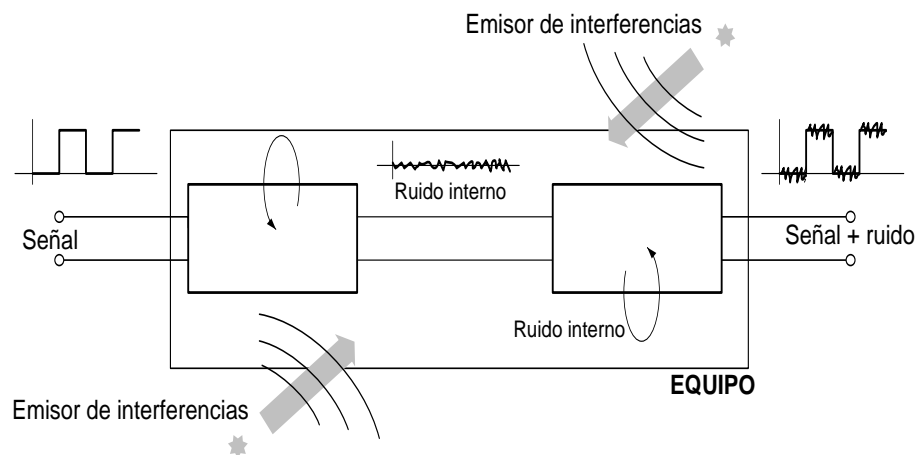 Emisor de interferencias
Ruido interno
Señal
Señal + ruido
Ruido interno
EQUIPO
Emisor de interferencias